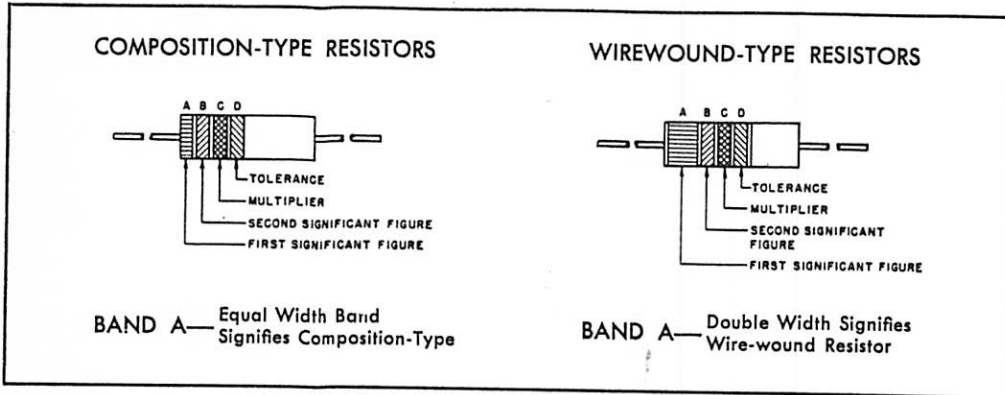 COMPOSITION-TYPE RESISTORS
A B C D
TOLERANCE
MULTIPLIER
SECOND SIGNIFICANT FIGURE
FIRST SIGNIFICANT FIGURE
BAND A— Equal Width Band
Signifies Composition-Type
WIREWOUND-TYPE RESISTORS
A B C D
TOLERANCE
MULTIPLIER
SECOND SIGNIFICANT
FIGURE
FIRST SIGNIFICANT FIGURE
BAND A— Double Width Signifies
Wire-wound Resistor